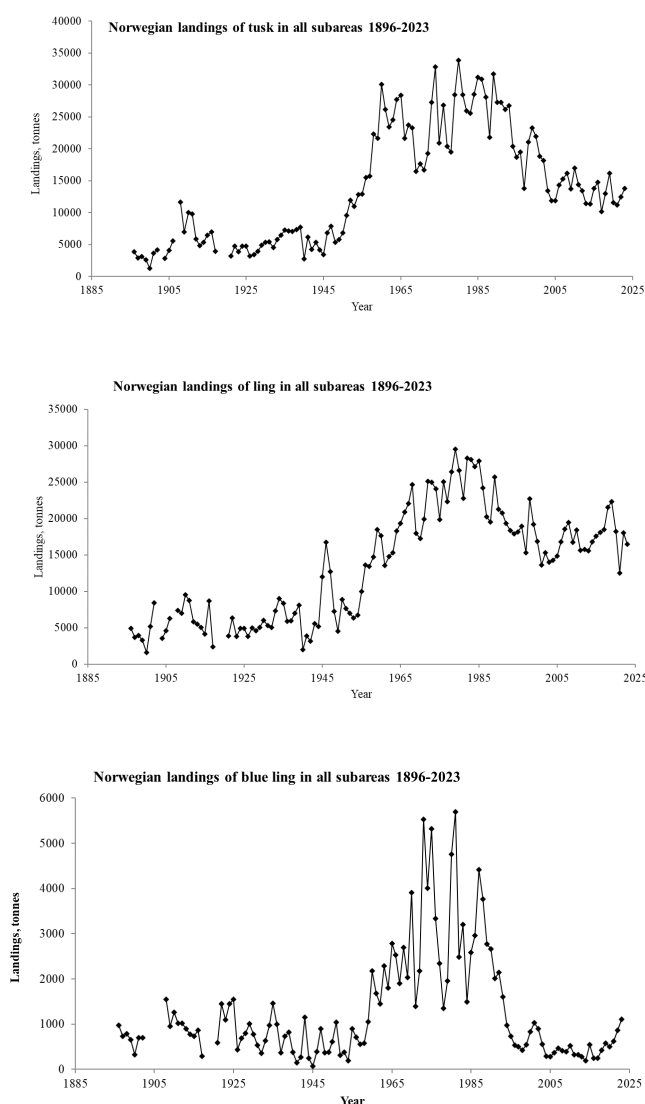 Norwegian landings of tusk in all subareas 1896-2023
40000
35000
30000
25000
20000
15000
10000
5000
0
Landings, tonnes
1885 1905 1925 1945 1965 1985 2005 2025
Year
Norwegian landings of ling in all subareas 1896-2023
35000
30000
25000
20000
15000
10000
5000
0
Landings, tonnes
1885 1905 1925 1945 1965 1985 2005 2025
Year
Norwegian landings of blue ling in all subareas 1896-2023
6000
5000
4000
3000
2000
1000
0
Landings, tonnes
1885 1905 1925 1945 1965 1985 2005 2025
Year